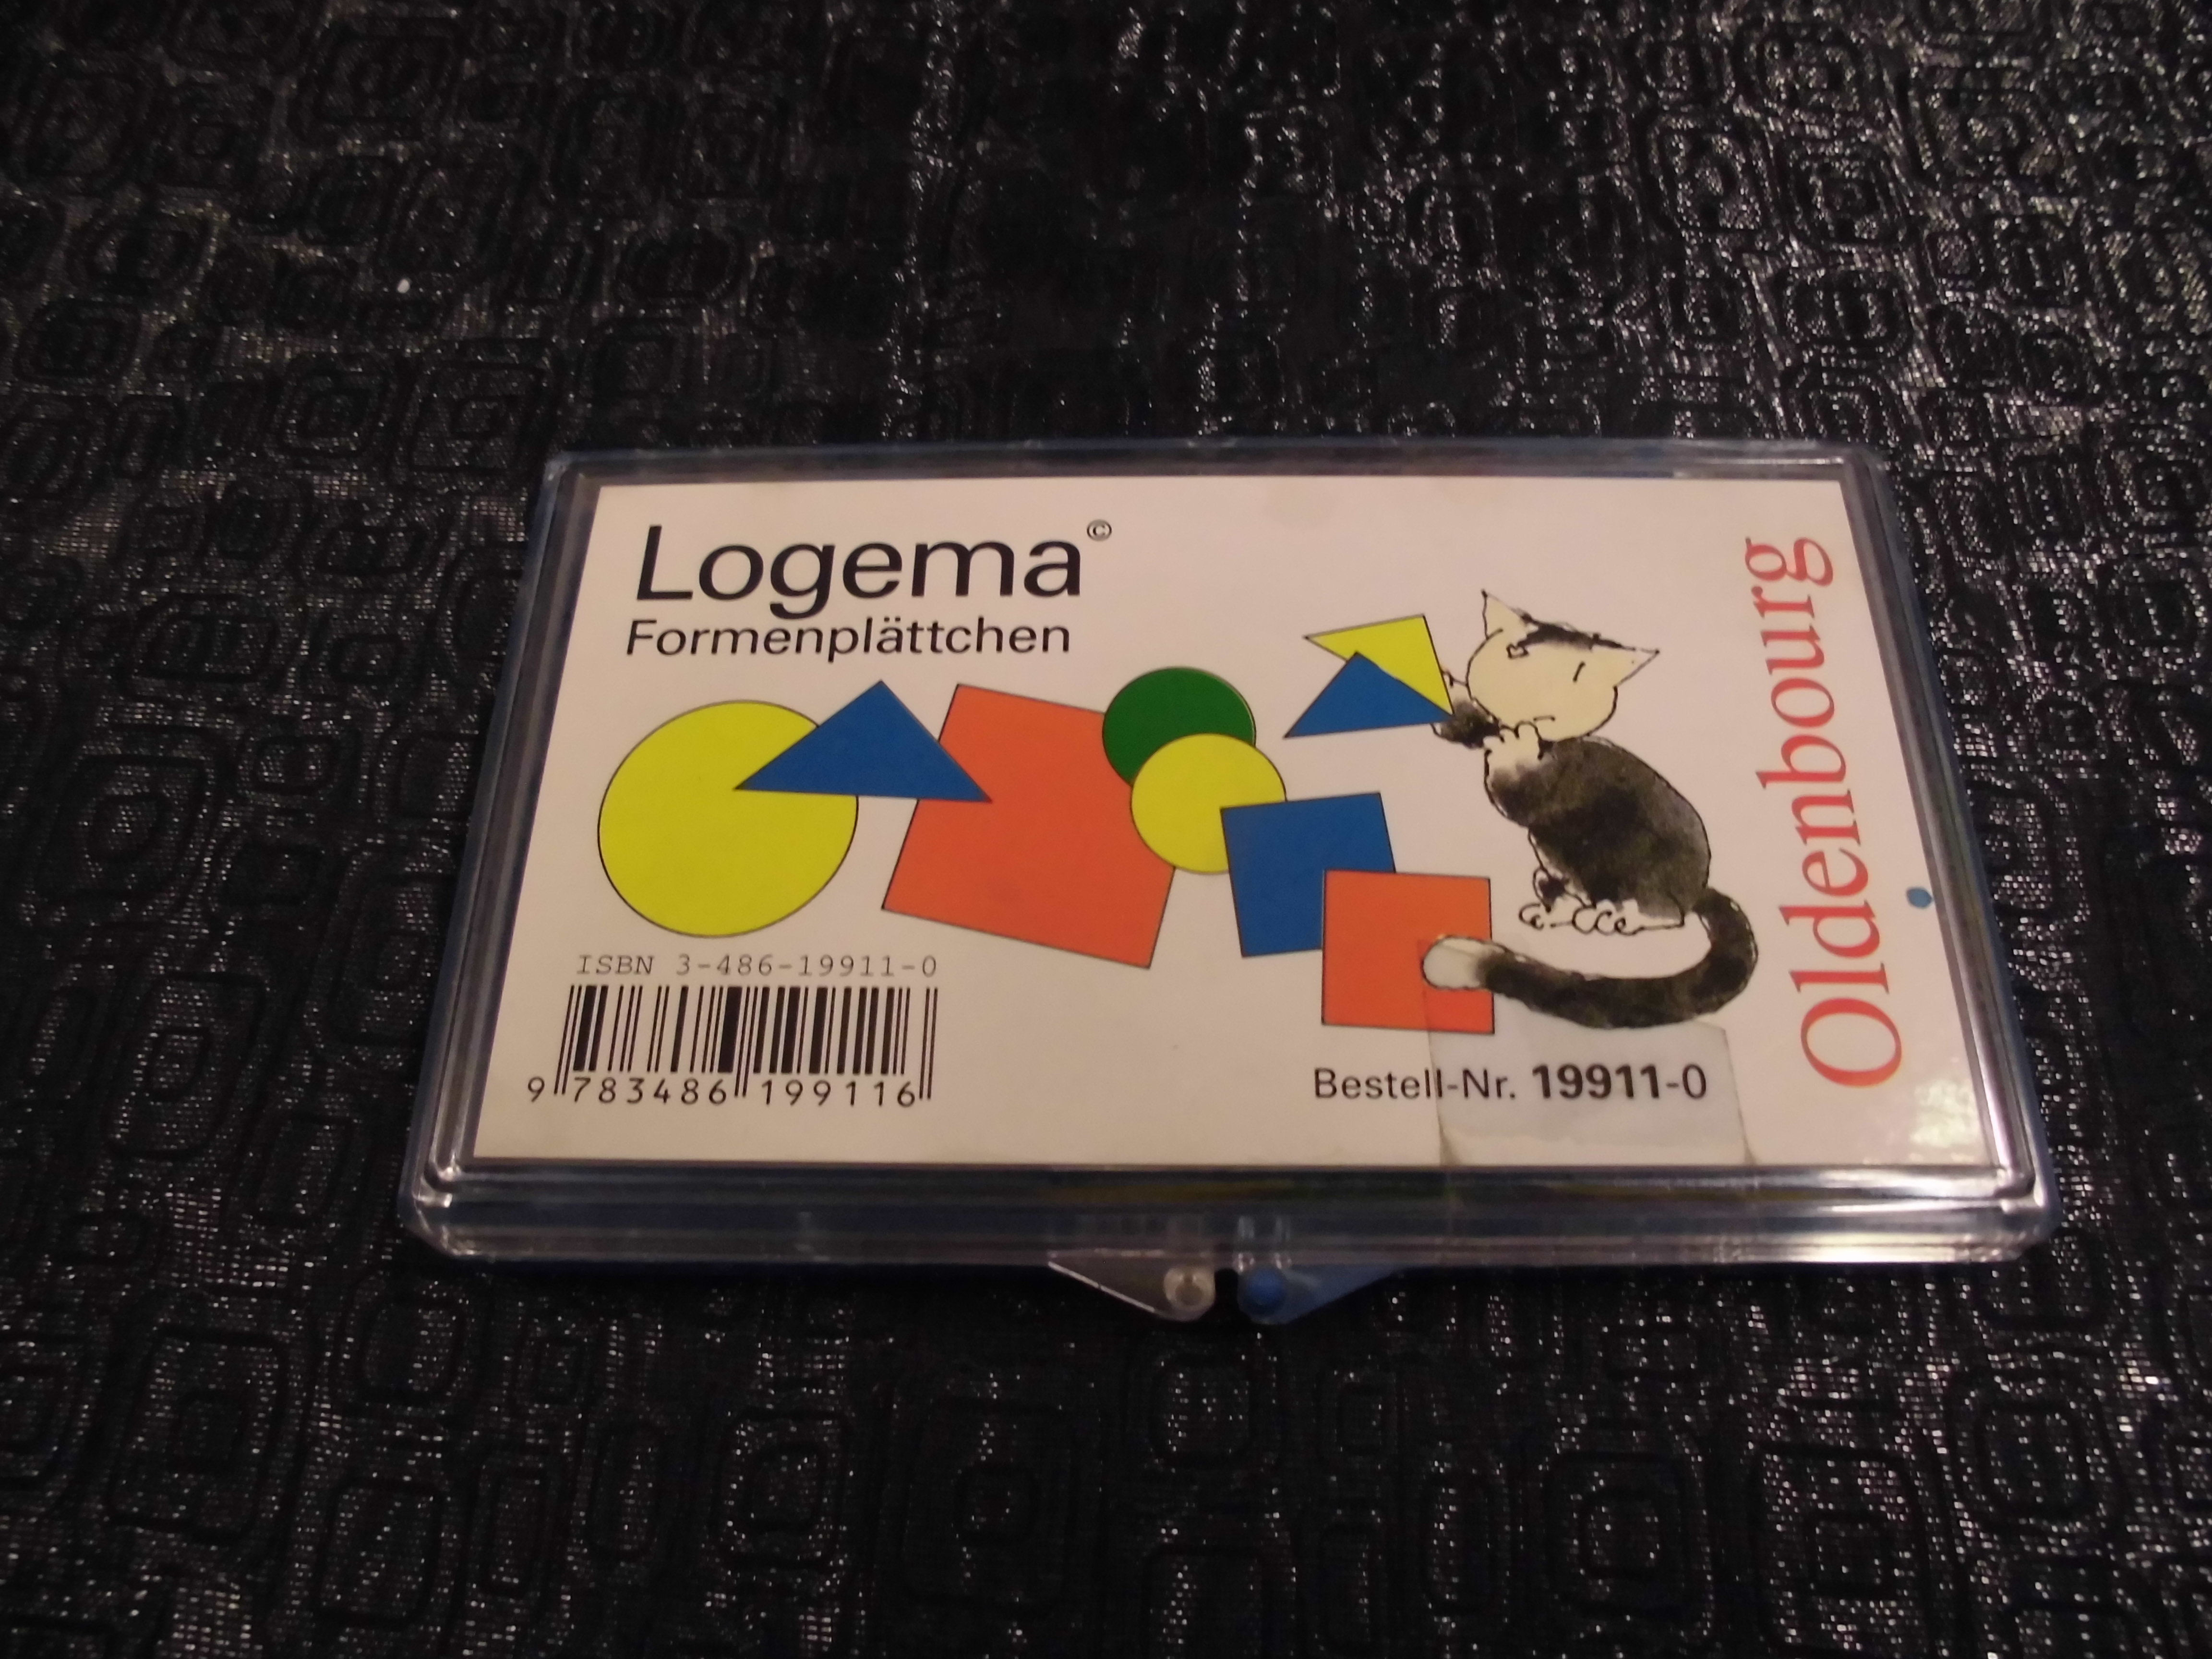 Logema©
Formenplättchen
ISBN 3-486-19911-0
9 783486 199116
Bestell-Nr. 19911-0
Oldenbourg